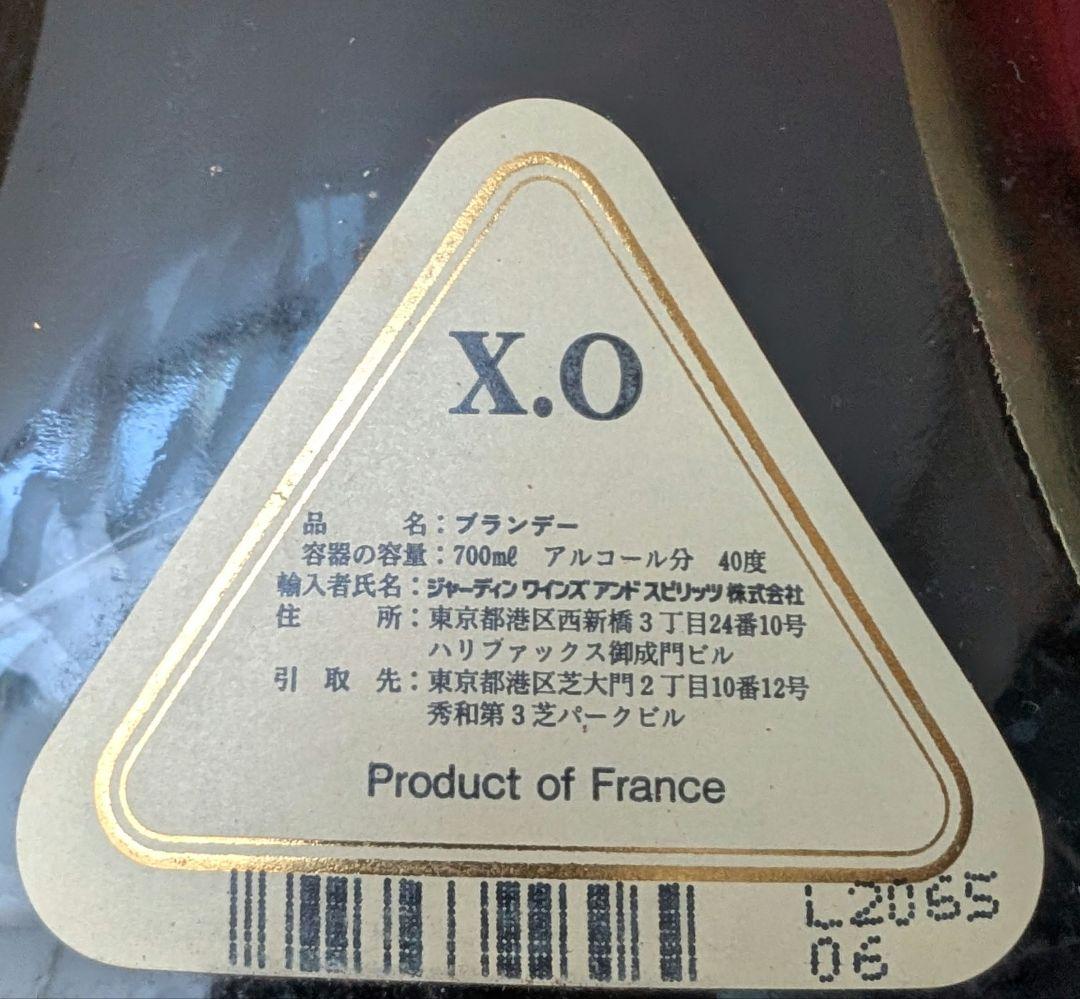 X.O
品名：ブランデー
容器の容量：700mℓ アルコール分 40度
輸入者氏名：ジャーディン ワインズ アンド スピリッツ 株式会社
住所：東京都港区西新橋3丁目24番10号
ハリファックス御成門ビル
引取先：東京都港区芝大門2丁目10番12号
秀和第3芝パークビル
Product of France
L2065
06